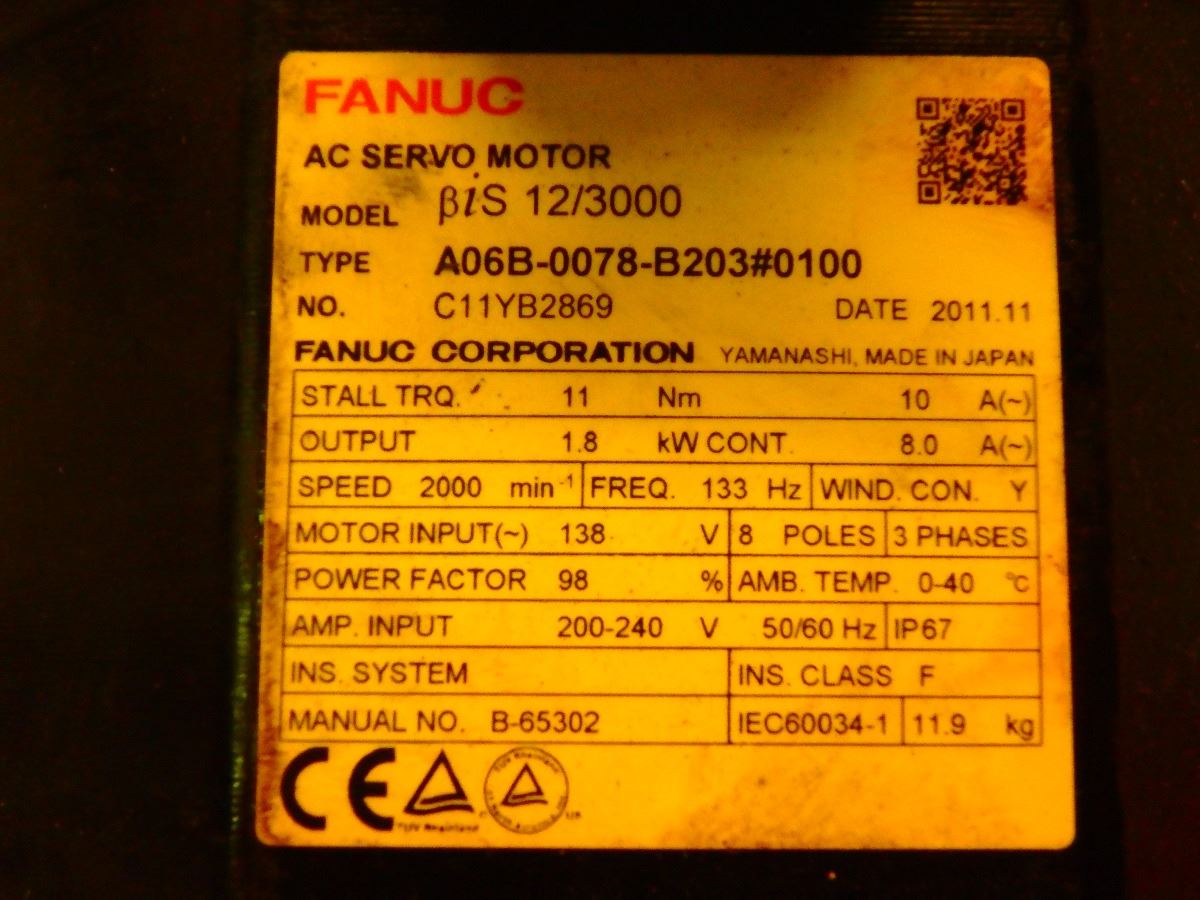 FANUC
AC SERVO MOTOR
MODEL βiS 12/3000
TYPE A06B-0078-B203#0100
NO. C11YB2869 DATE 2011.11
FANUC CORPORATION YAMANASHI, MADE IN JAPAN
STALL TRQ. 11 Nm 10 A(~)
OUTPUT 1.8 kW CONT. 8.0 A(~)
SPEED 2000 min⁻¹ FREQ. 133 Hz WIND. CON. Y
MOTOR INPUT(~) 138 V 8 POLES 3 PHASES
POWER FACTOR 98 % AMB. TEMP. 0-40 ℃
AMP. INPUT 200-240 V 50/60 Hz IP67
INS. SYSTEM INS. CLASS F
MANUAL NO. B-65302 IEC60034-1 11.9 kg
CE
TUV Rheinland
TUV Rheinland